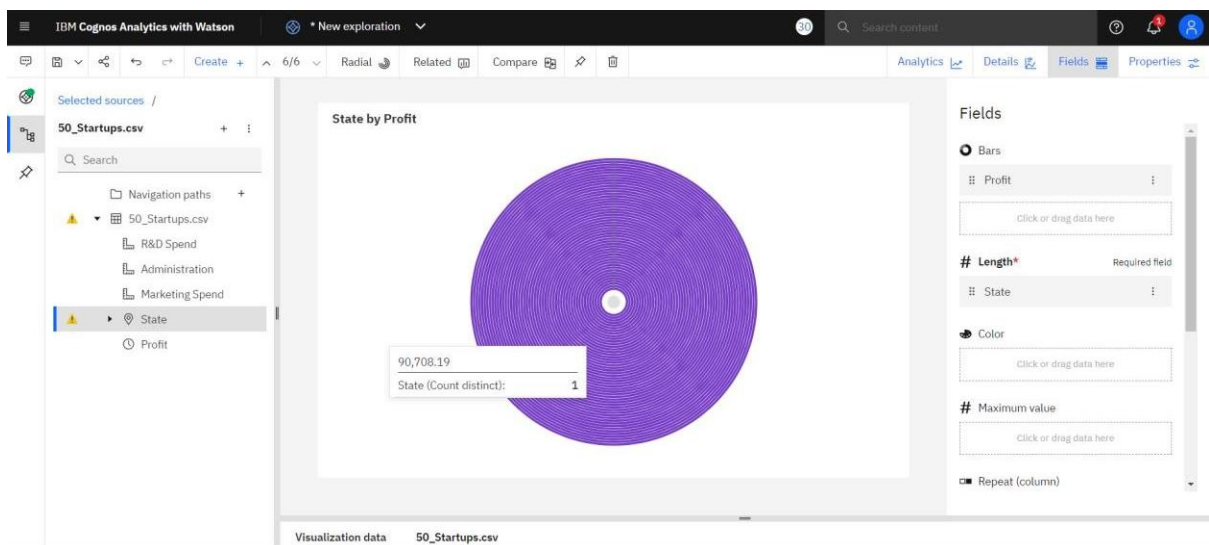 IBM Cognos Analytics with Watson
* New exploration
30
Search content
1
Create +
6/6
Radial
Related
Compare
Analytics
Details
Fields
Properties
Selected sources /
50_Startups.csv
Search
Navigation paths
50_Startups.csv
R&D Spend
Administration
Marketing Spend
State
Profit
State by Profit
90,708.19
State (Count distinct): 1
Fields
Bars
Profit
Click or drag data here
# Length* Required field
State
Color
Click or drag data here
# Maximum value
Click or drag data here
Repeat (column)
Visualization data 50_Startups.csv